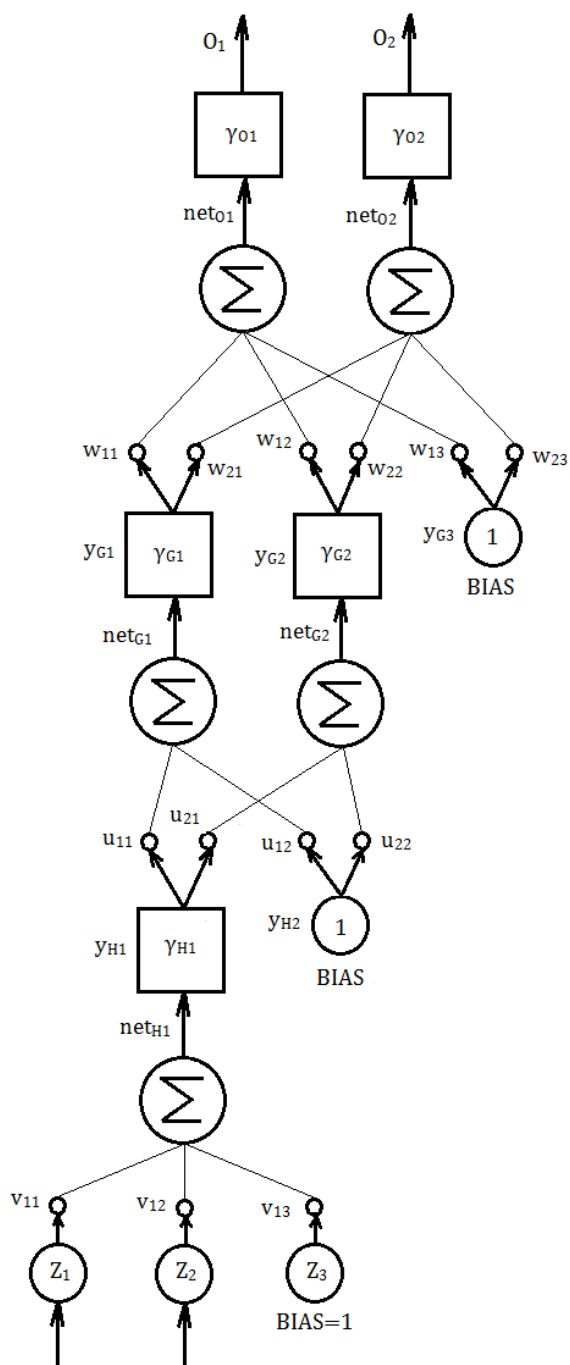 O₁ O₂
γO1 γO2
netO1 netO2
Σ Σ
w₁₁ w₂₁ w₁₂ w₂₂ w₁₃ w₂₃
yG1 γG1 yG2 γG2 yG3 1
BIAS
netG1 netG2
Σ Σ
u₁₁ u₂₁ u₁₂ u₂₂
yH1 γH1 yH2 1
BIAS
netH1
Σ
v₁₁ v₁₂ v₁₃
Z₁ Z₂ Z₃
BIAS=1